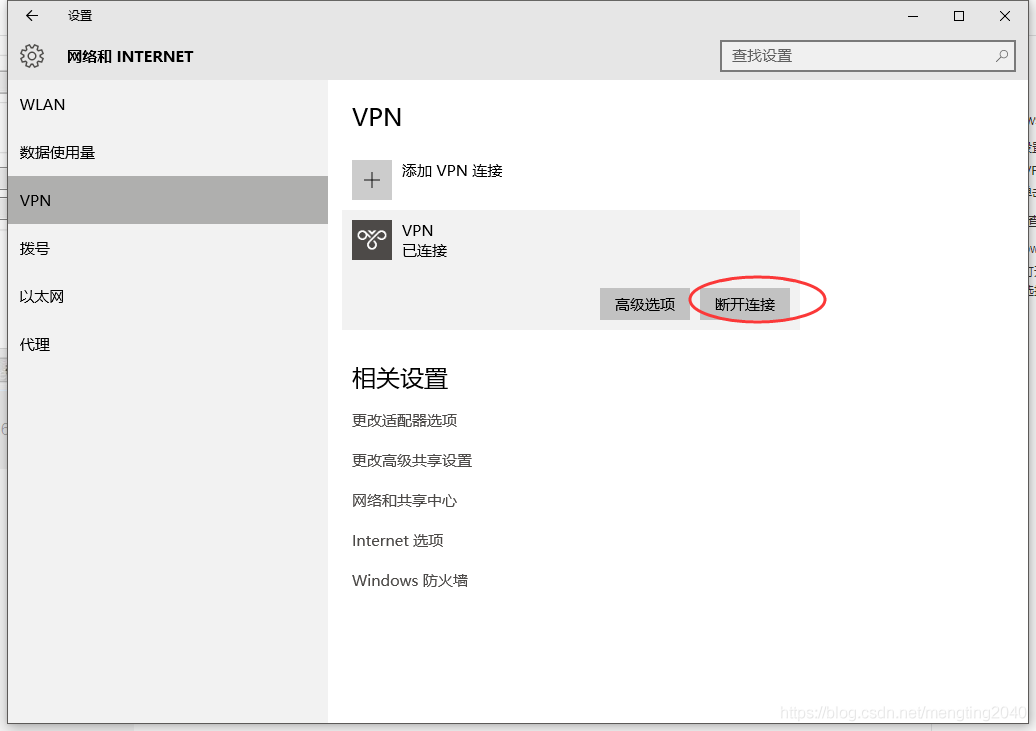 设置
网络和 INTERNET
查找设置
WLAN
数据使用量
VPN
拨号
以太网
代理
VPN
添加 VPN 连接
VPN
已连接
高级选项
断开连接
相关设置
更改适配器选项
更改高级共享设置
网络和共享中心
Internet 选项
Windows 防火墙
https://blog.csdn.net/mengting2040